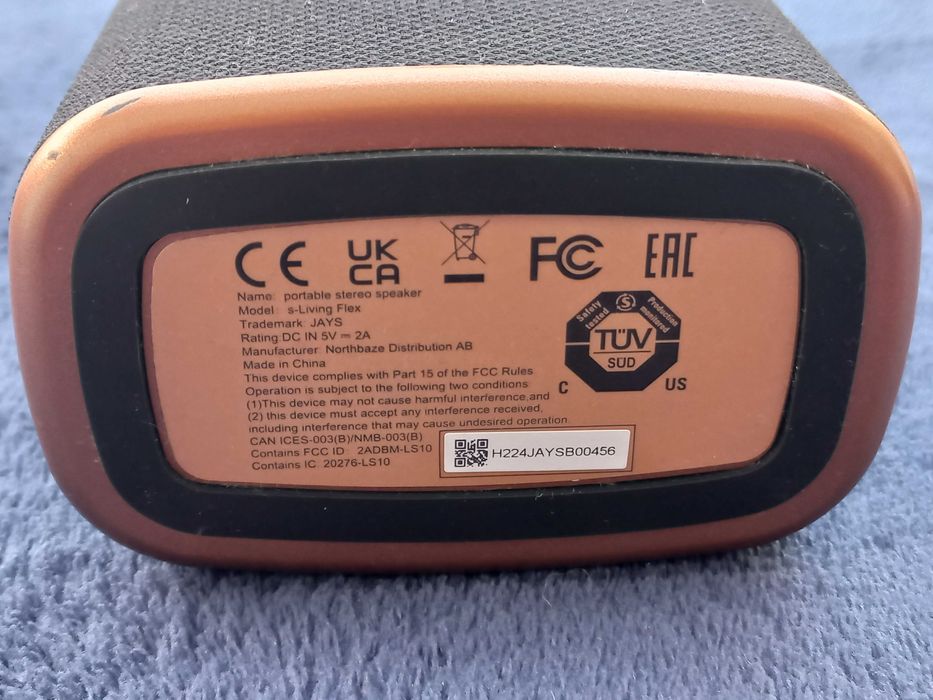 CE UK CA FC EAC
Name: portable stereo speaker
Model: s-Living Flex
Trademark: JAYS
Rating:DC IN 5V ⎓ 2A
Manufacturer: Northbaze Distribution AB
Made in China
This device complies with Part 15 of the FCC Rules
Operation is subject to the following two conditions
(1)This device may not cause harmful interference,and
(2) this device must accept any interference received,
including interference that may cause undesired operation.
CAN ICES-003(B)/NMB-003(B)
Contains FCC ID : 2ADBM-LS10
Contains IC: 20276-LS10
Safety tested S Production monitored
TÜV
SÜD
C US
H224JAYSB00456